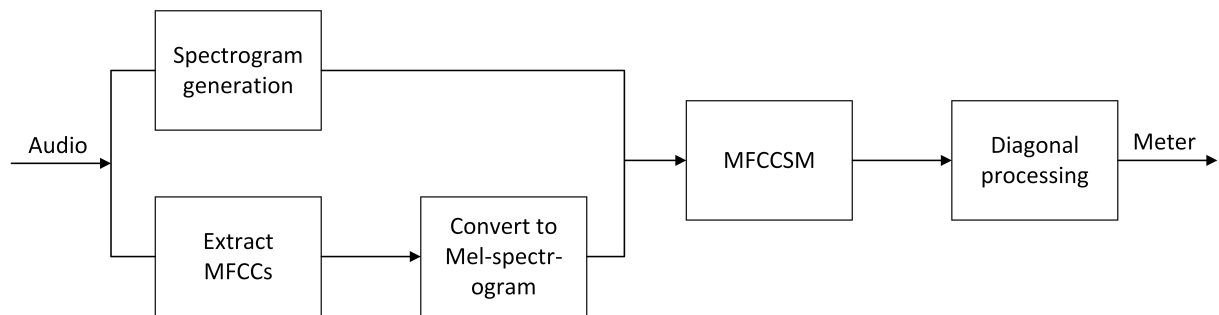 Audio
Spectrogram
generation
Extract
MFCCs
Convert to
Mel-spectr-
ogram
MFCCSM
Diagonal
processing
Meter